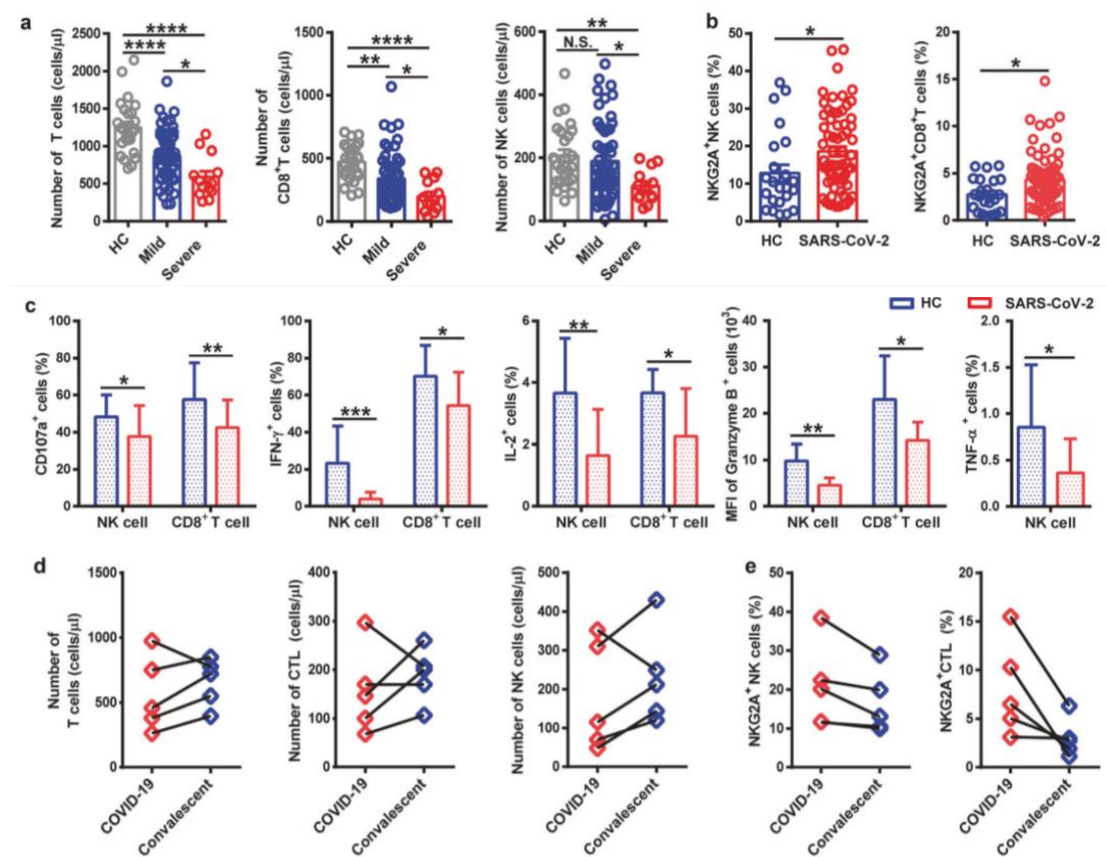 a
Number of T cells (cells/μl)
2500
2000
1500
1000
500
0
****
****
*
HC
Mild
Severe
Number of
CD8+T cells (cells/μl)
1500
1000
500
0
****
**
*
HC
Mild
Severe
Number of NK cells (cells/μl)
600
400
200
0
**
N.S.
*
HC
Mild
Severe
b
NKG2A+NK cells (%)
50
40
30
20
10
0
*
HC
SARS-CoV-2
NKG2A+CD8+T cells (%)
20
15
10
5
0
*
HC
SARS-CoV-2
c
HC
SARS-CoV-2
CD107a+ cells (%)
100
80
60
40
20
0
*
**
NK cell
CD8+ T cell
IFN-γ+ cells (%)
100
80
60
40
20
0
***
*
NK cell
CD8+ T cell
IL-2+ cells (%)
6
4
2
0
**
*
NK cell
CD8+ T cell
MFI of Granzyme B + cells (103)
40
30
20
10
0
**
*
NK cell
CD8+ T cell
TNF-α + cells (%)
2.0
1.5
1.0
0.5
0.0
*
NK cell
d
Number of
T cells (cells/μl)
1500
1000
500
0
COVID-19
Convalescent
Number of CTL (cells/μl)
400
300
200
100
0
COVID-19
Convalescent
Number of NK cells (cells/μl)
500
400
300
200
100
0
COVID-19
Convalescent
e
NKG2A+NK cells (%)
50
40
30
20
10
0
COVID-19
Convalescent
NKG2A+CTL (%)
20
15
10
5
0
COVID-19
Convalescent